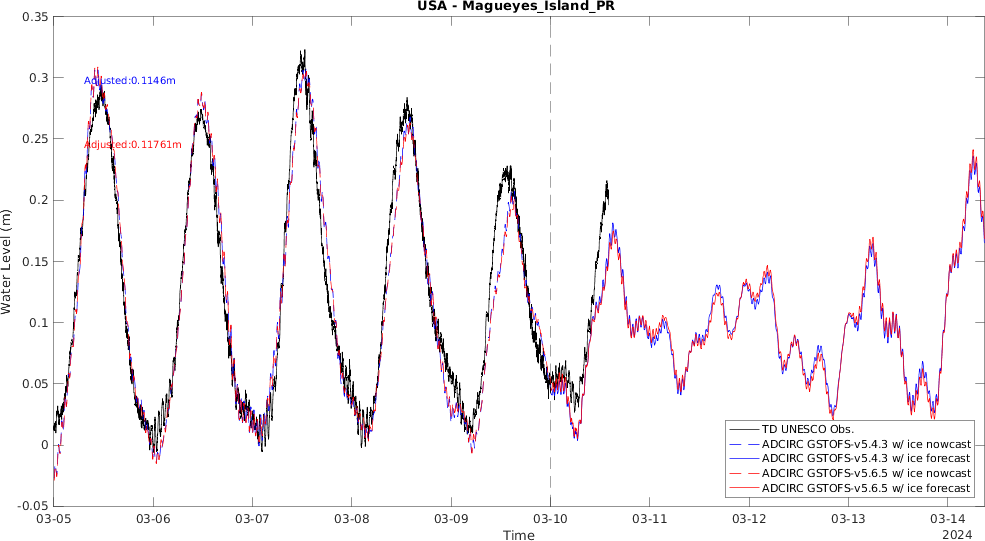 USA - Magueyes_Island_PR
0.35
0.3
0.25
0.2
0.15
0.1
0.05
0
-0.05
Water Level (m)
Adjusted:0.1146m
Adjusted:0.11761m
TD UNESCO Obs.
ADCIRC GSTOFS-v5.4.3 w/ ice nowcast
ADCIRC GSTOFS-v5.4.3 w/ ice forecast
ADCIRC GSTOFS-v5.6.5 w/ ice nowcast
ADCIRC GSTOFS-v5.6.5 w/ ice forecast
03-05 03-06 03-07 03-08 03-09 03-10 03-11 03-12 03-13 03-14
Time
2024